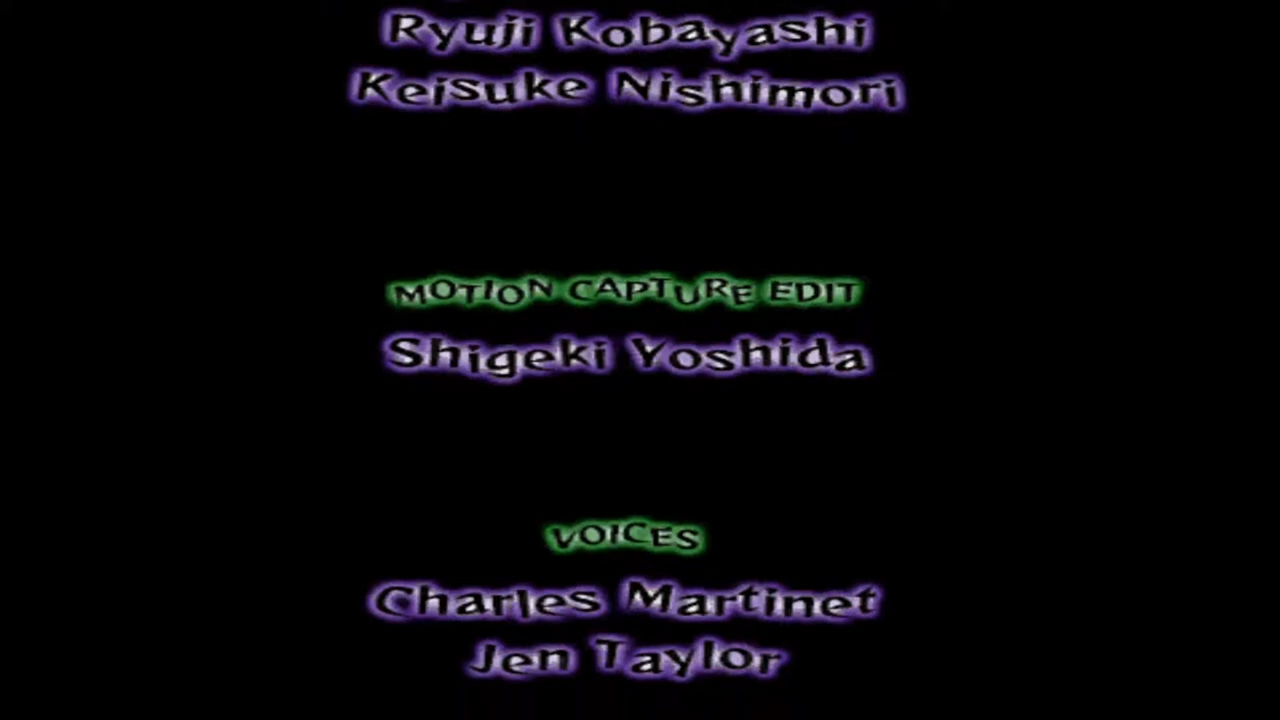 Ryuji Kobayashi
Keisuke Nishimori
MOTION CAPTURE EDIT
Shigeki Yoshida
VOICES
Charles Martinet
Jen Taylor